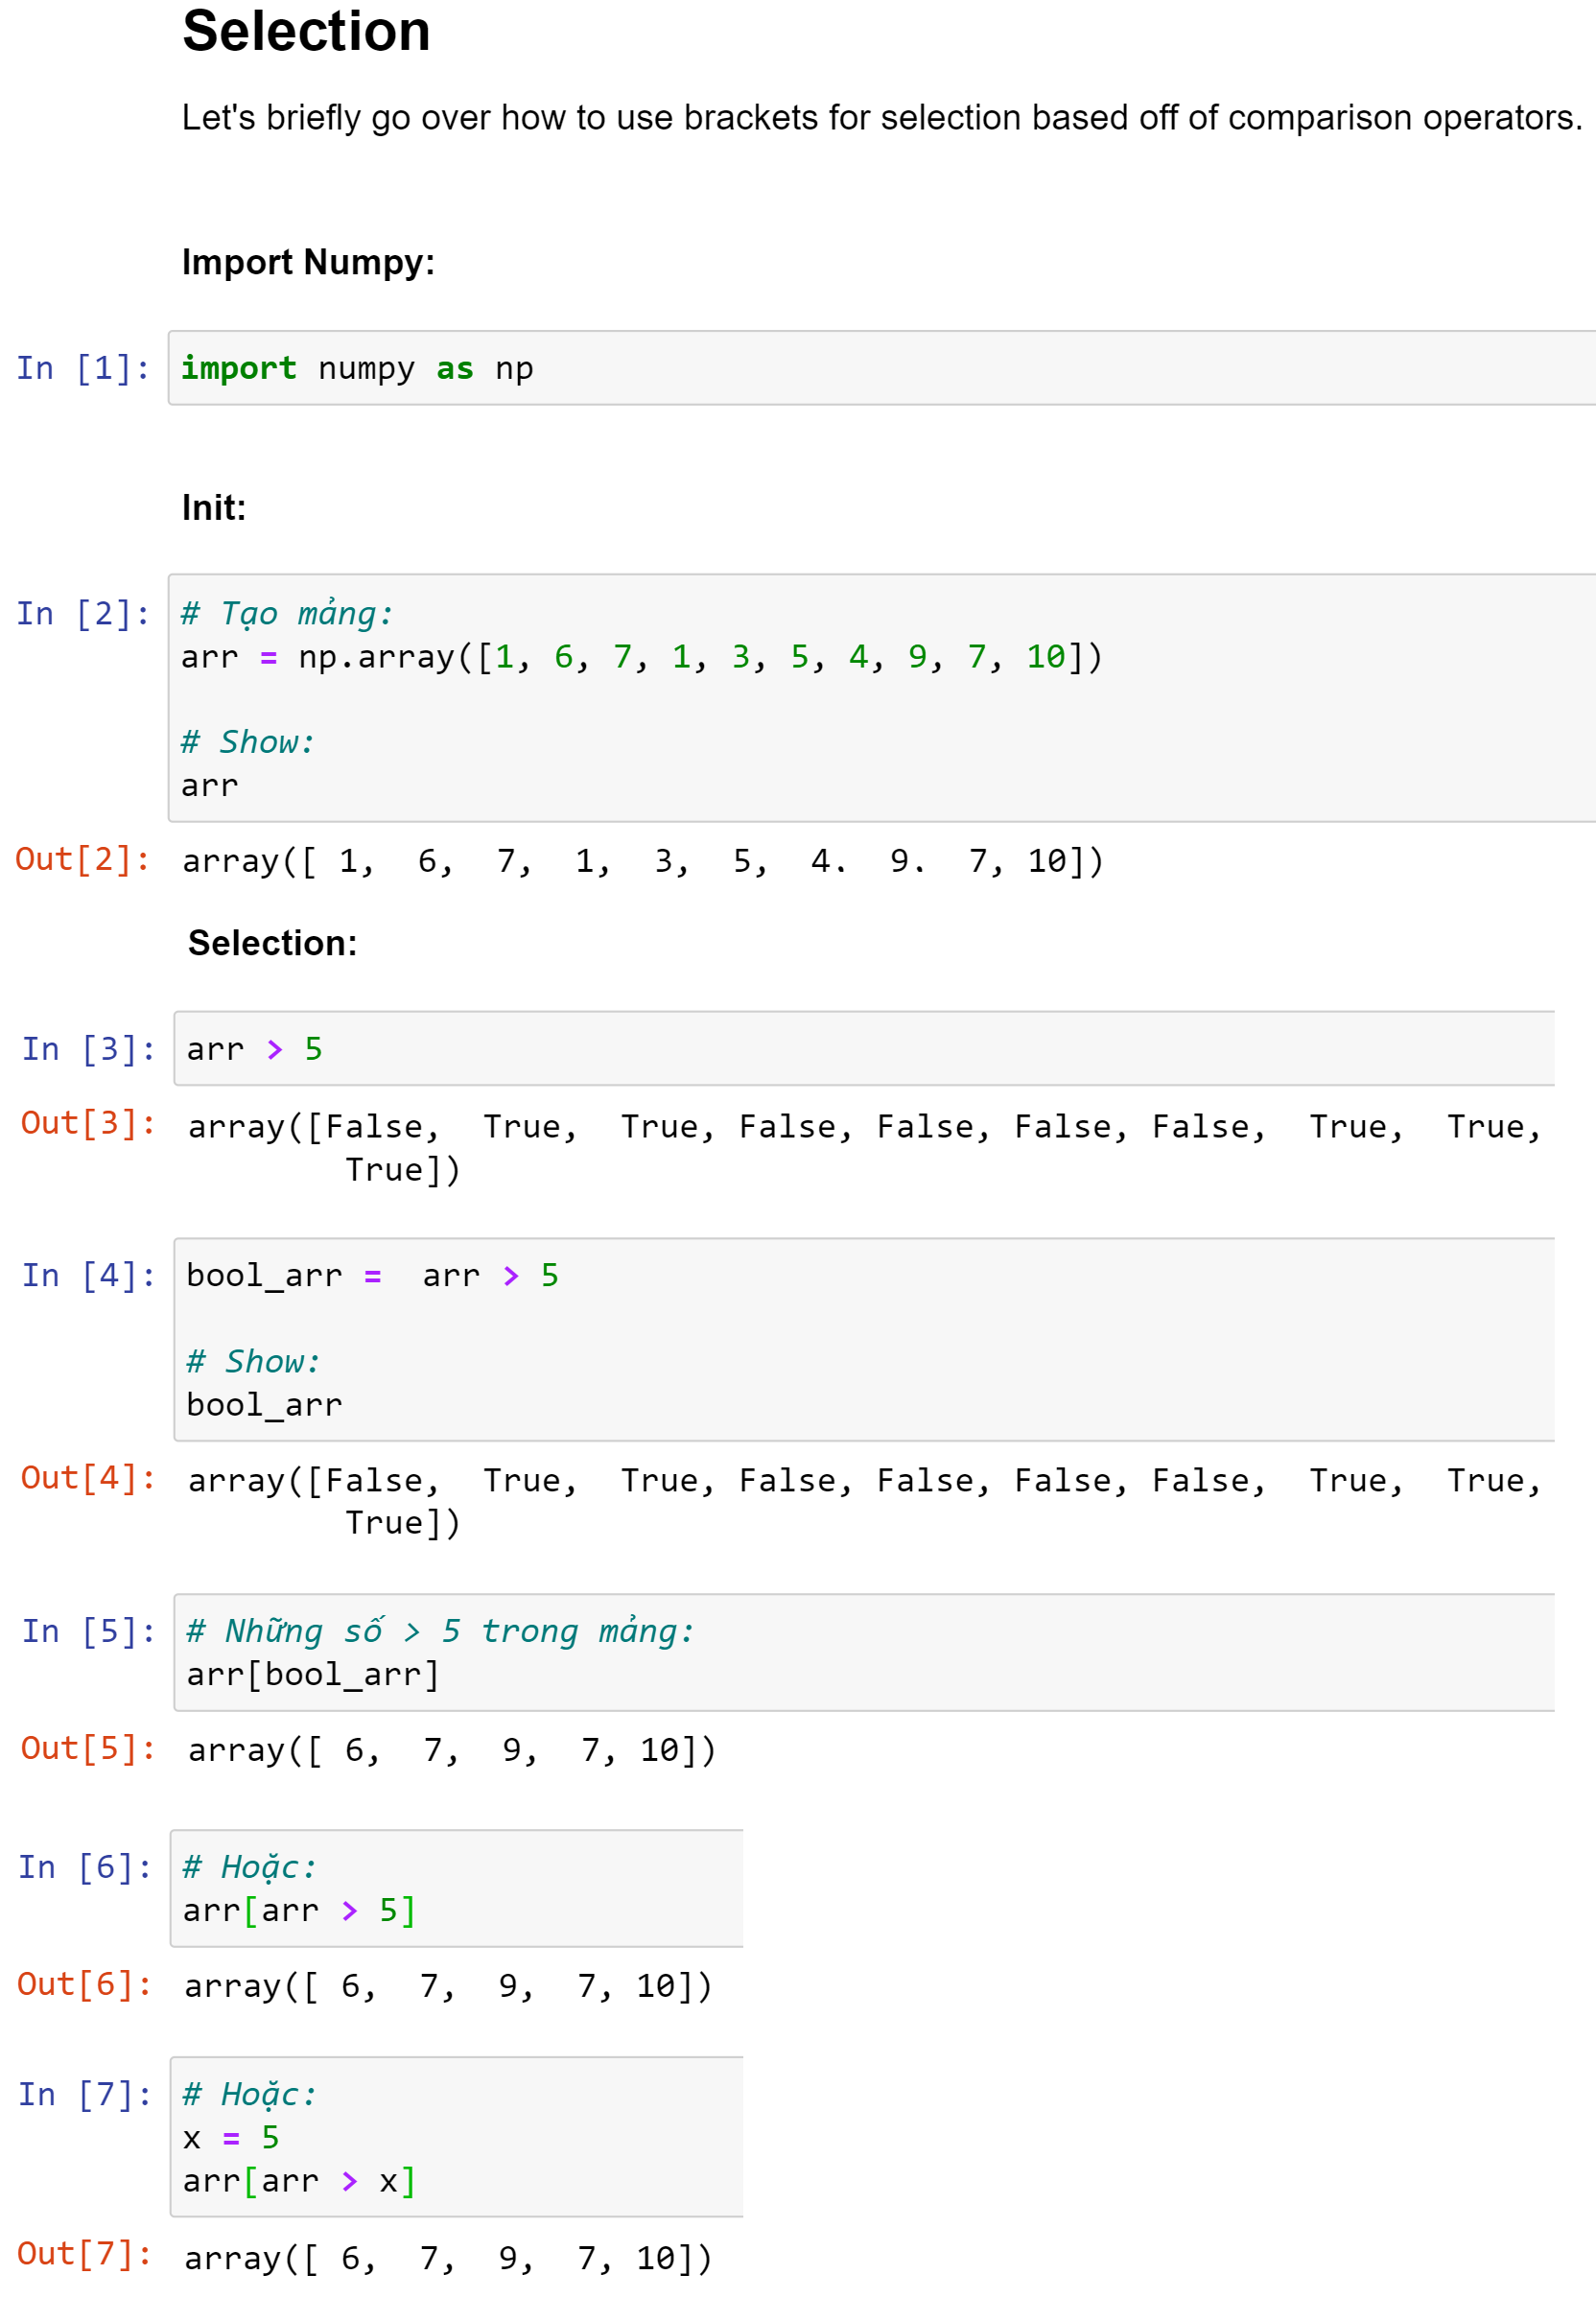 Selection
Let's briefly go over how to use brackets for selection based off of comparison operators.
Import Numpy:
In [1]: import numpy as np
Init:
In [2]: # Tạo mảng:
arr = np.array([1, 6, 7, 1, 3, 5, 4, 9, 7, 10])
# Show:
arr
Out[2]: array([ 1,  6,  7,  1,  3,  5,  4.  9.  7, 10])
Selection:
In [3]: arr > 5
Out[3]: array([False,  True,  True, False, False, False, False,  True,  True,
True])
In [4]: bool_arr =  arr > 5
# Show:
bool_arr
Out[4]: array([False,  True,  True, False, False, False, False,  True,  True,
True])
In [5]: # Những số > 5 trong mảng:
arr[bool_arr]
Out[5]: array([ 6,  7,  9,  7, 10])
In [6]: # Hoặc:
arr[arr > 5]
Out[6]: array([ 6,  7,  9,  7, 10])
In [7]: # Hoặc:
x = 5
arr[arr > x]
Out[7]: array([ 6,  7,  9,  7, 10])